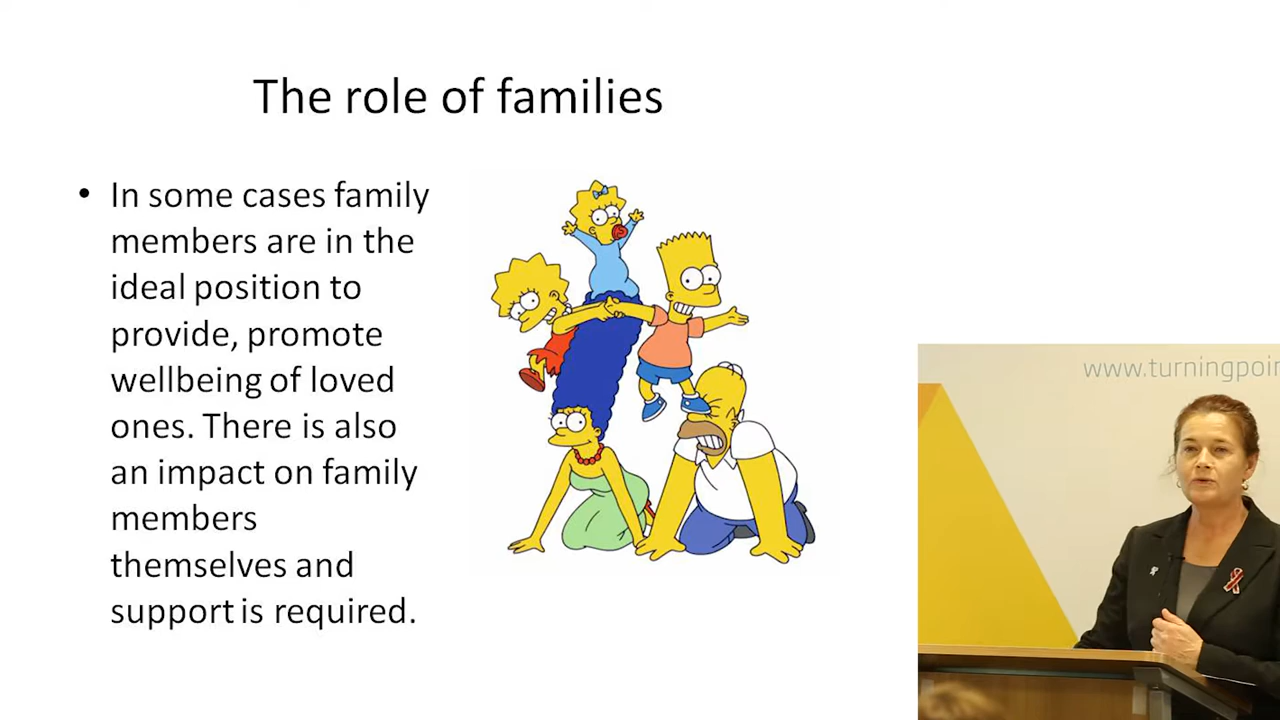 The role of families
• In some cases family
members are in the
ideal position to
provide, promote
wellbeing of loved
ones. There is also
an impact on family
members
themselves and
support is required.
www.turningpoin